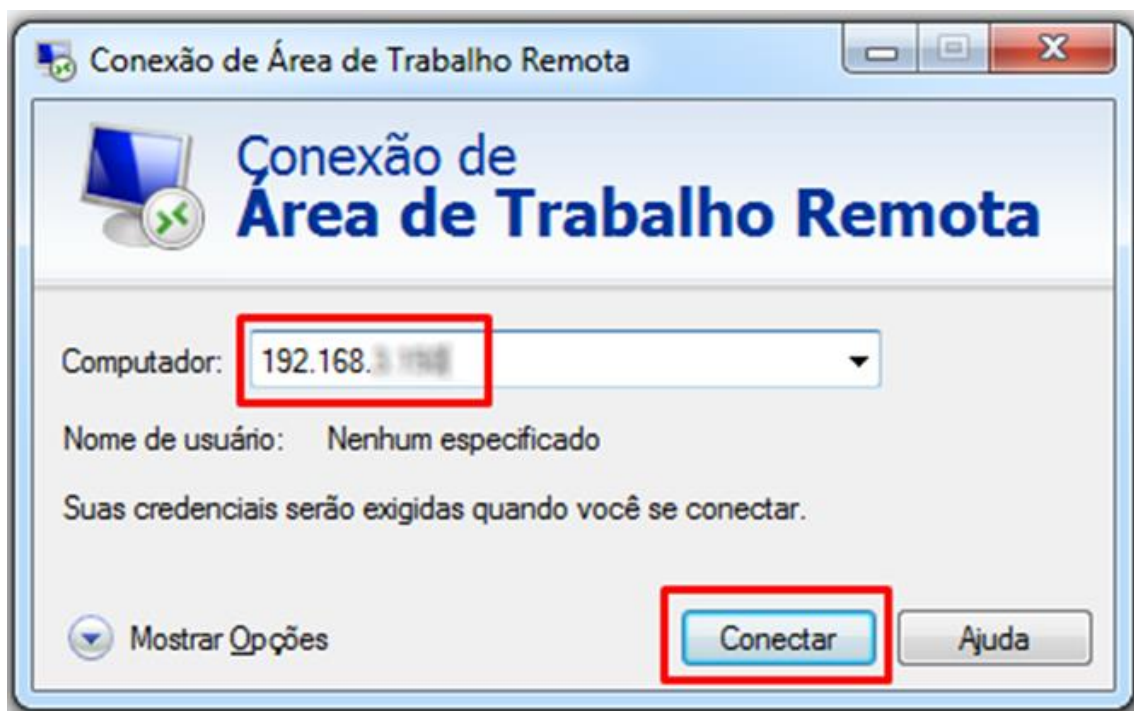 Conexão de Área de Trabalho Remota
Conexão de
Área de Trabalho Remota
Computador: 192.168.
Nome de usuário: Nenhum especificado
Suas credenciais serão exigidas quando você se conectar.
Mostrar Opções Conectar Ajuda